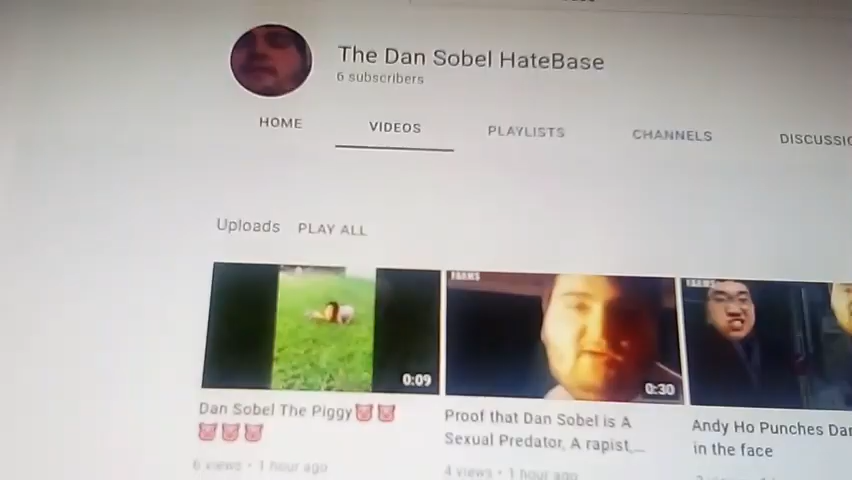 The Dan Sobel HateBase
6 subscribers
HOME VIDEOS PLAYLISTS CHANNELS DISCUSSIO
Uploads PLAY ALL
0:09
0:30
Dan Sobel The Piggy🐷🐷
🐷🐷🐷
6 views • 1 hour ago
Proof that Dan Sobel is A
Sexual Predator, A rapist,...
4 views • 1 hour ago
Andy Ho Punches Dan
in the face